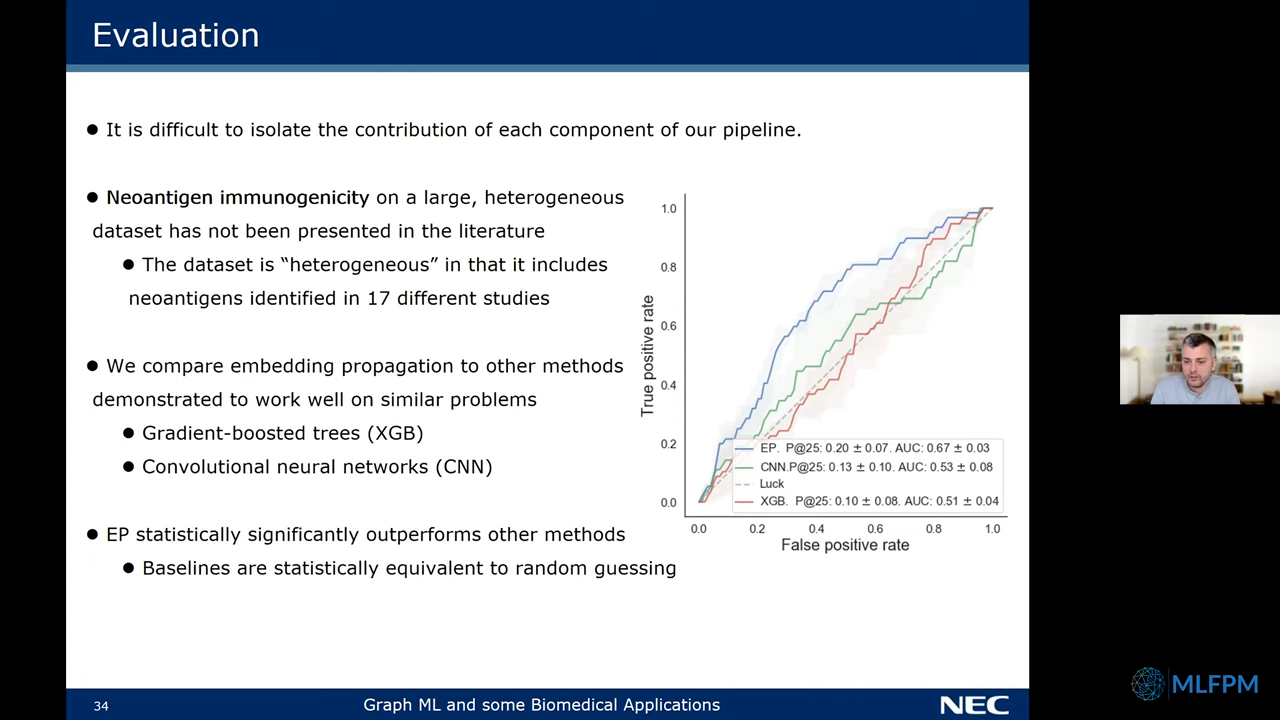 Evaluation
● It is difficult to isolate the contribution of each component of our pipeline.
● Neoantigen immunogenicity on a large, heterogeneous
dataset has not been presented in the literature
● The dataset is “heterogeneous” in that it includes
neoantigens identified in 17 different studies
● We compare embedding propagation to other methods
demonstrated to work well on similar problems
● Gradient-boosted trees (XGB)
● Convolutional neural networks (CNN)
● EP statistically significantly outperforms other methods
● Baselines are statistically equivalent to random guessing
True positive rate
1.0
0.8
0.6
0.4
0.2
0.0
EP. P@25: 0.20 ± 0.07. AUC: 0.67 ± 0.03
CNN.P@25: 0.13 ± 0.10. AUC: 0.53 ± 0.08
Luck
XGB. P@25: 0.10 ± 0.08. AUC: 0.51 ± 0.04
0.0 0.2 0.4 0.6 0.8 1.0
False positive rate
34
Graph ML and some Biomedical Applications
NEC
MLFPM